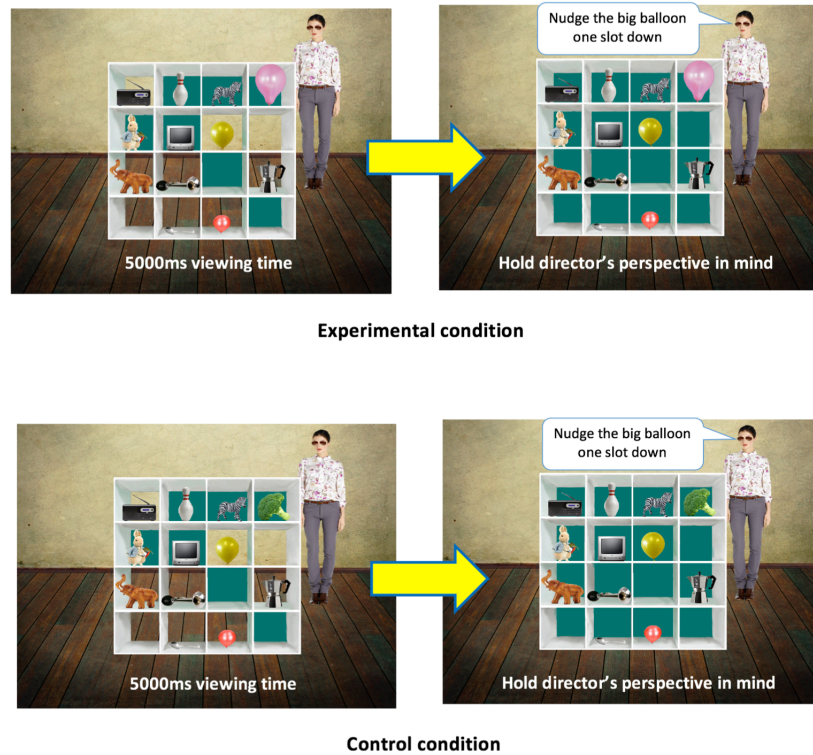 Nudge the big balloon
one slot down
5000ms viewing time
Hold director's perspective in mind
Experimental condition
Nudge the big balloon
one slot down
5000ms viewing time
Hold director's perspective in mind
Control condition